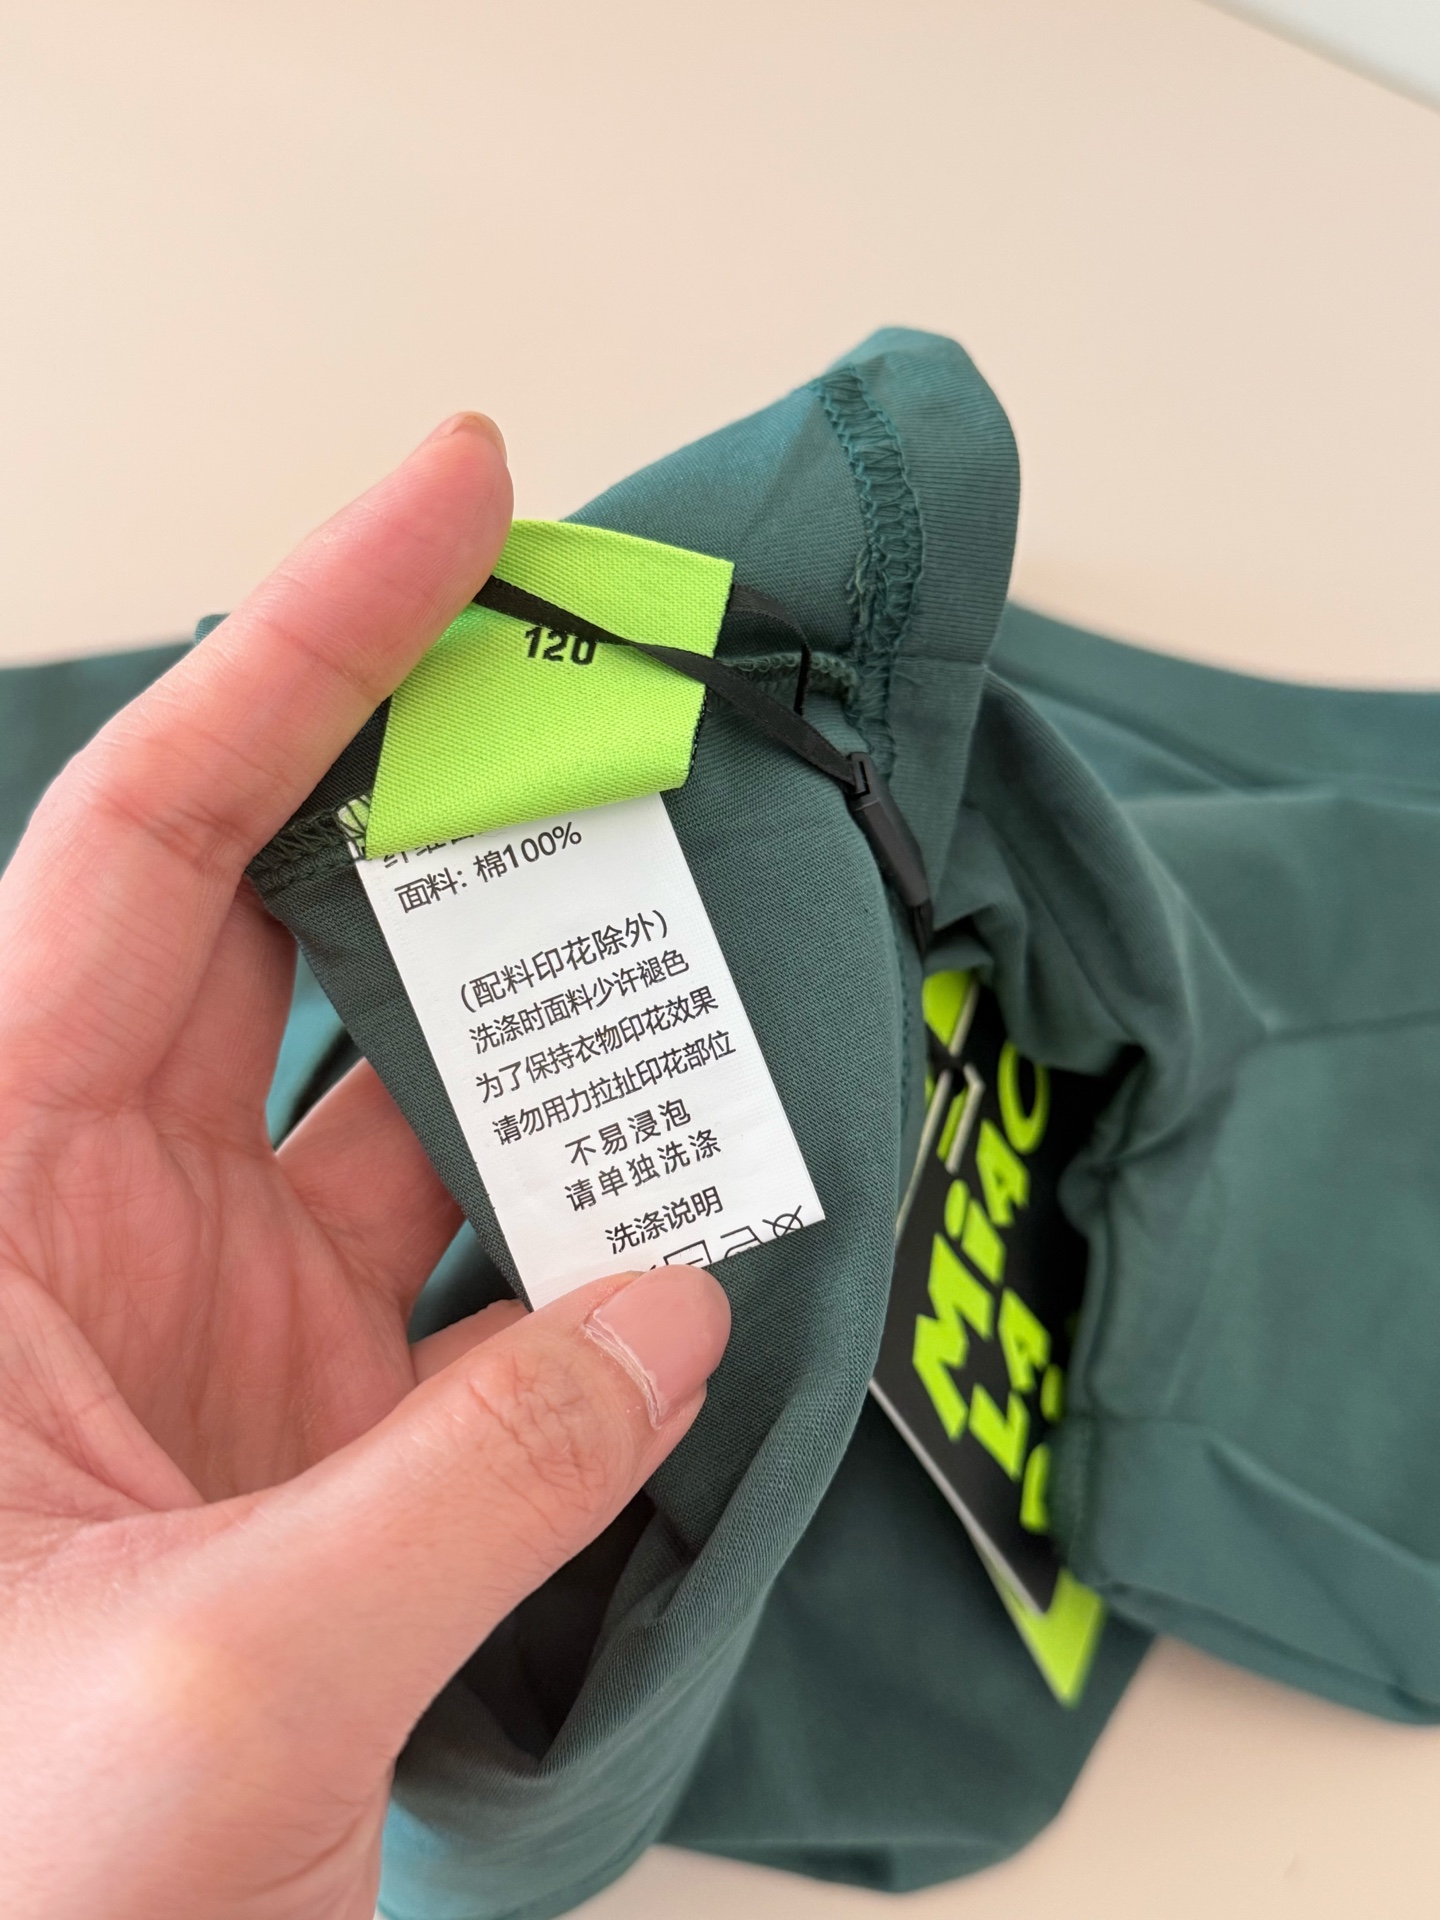 120
面料: 棉100%
(配料印花除外)
洗涤时面料少许褪色
为了保持衣物印花效果
请勿用力拉扯印花部位
不易浸泡
请单独洗涤
洗涤说明
MiAO
LA